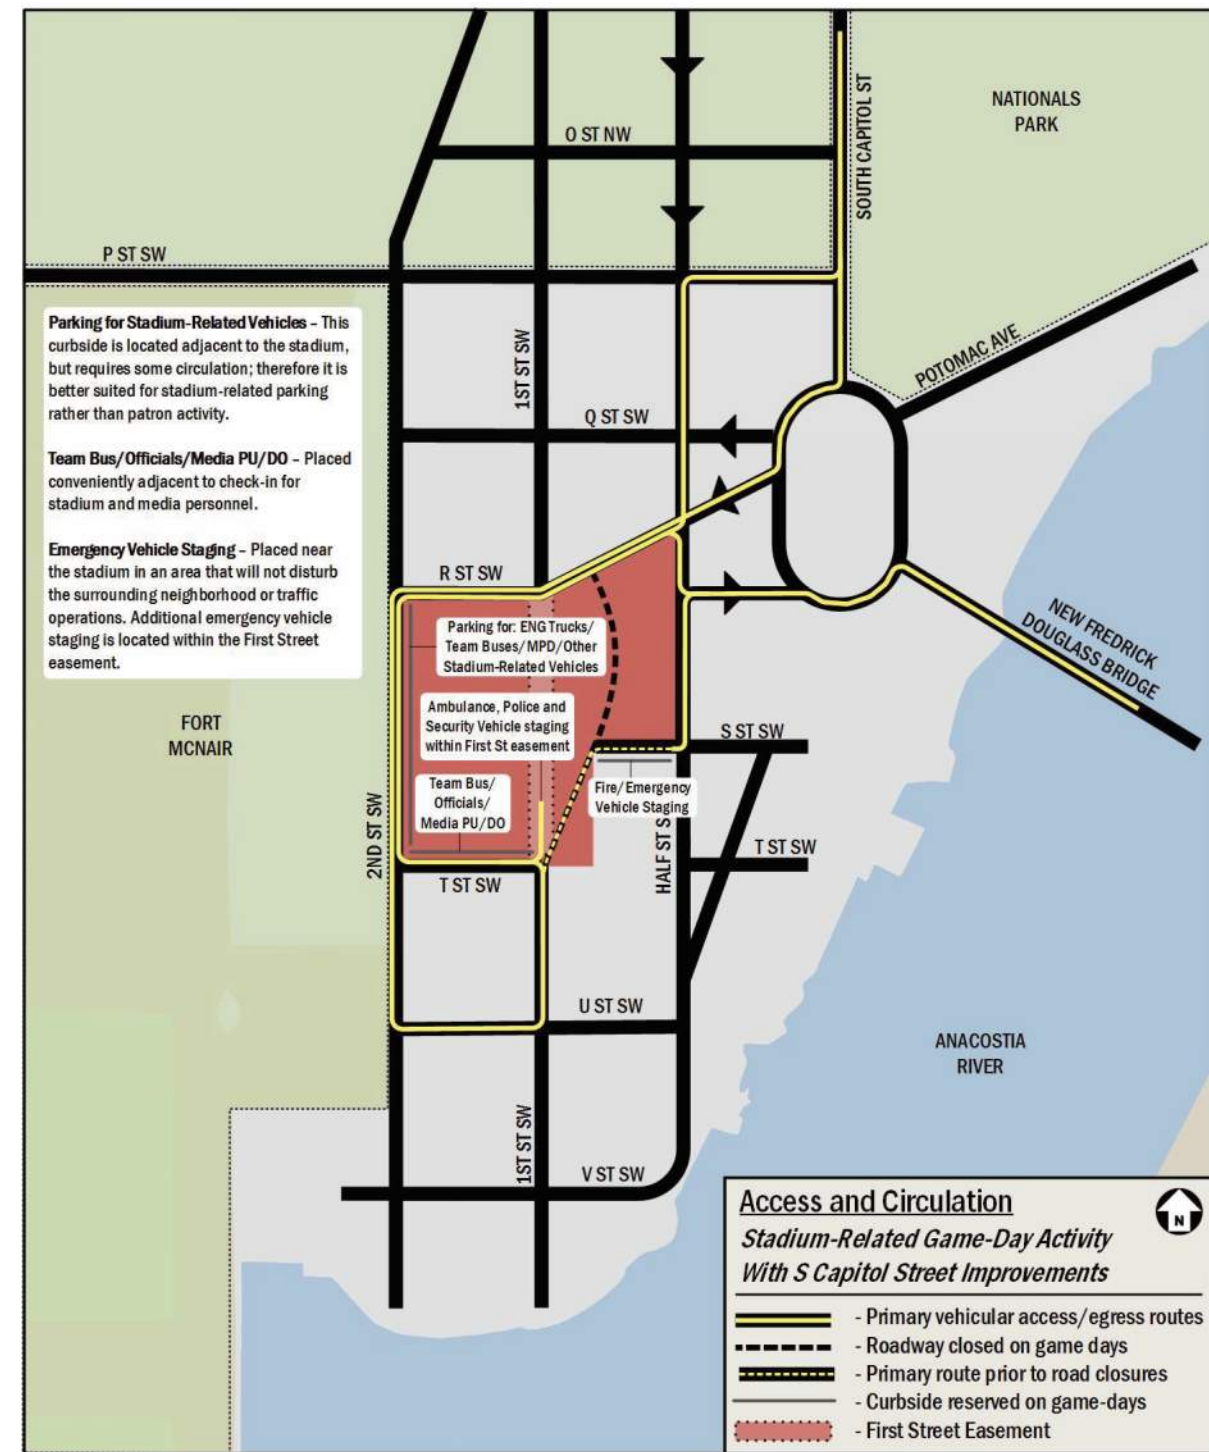 NATIONALS
PARK
SOUTH CAPITOL ST
O ST NW
P ST SW
POTOMAC AVE
1ST ST SW
Q ST SW
Parking for Stadium-Related Vehicles – This
curbside is located adjacent to the stadium,
but requires some circulation; therefore it is
better suited for stadium-related parking
rather than patron activity.
Team Bus/Officials/Media PU/DO – Placed
conveniently adjacent to check-in for
stadium and media personnel.
Emergency Vehicle Staging – Placed near
the stadium in an area that will not disturb
the surrounding neighborhood or traffic
operations. Additional emergency vehicle
staging is located within the First Street
easement.
R ST SW
Parking for: ENG Trucks/
Team Buses/MPD/Other
Stadium-Related Vehicles
NEW FREDRICK
DOUGLASS BRIDGE
Ambulance, Police and
Security Vehicle staging
within First St easement
FORT
MCNAIR
S ST SW
Team Bus/
Officials/
Media PU/DO
Fire/Emergency
Vehicle Staging
2ND ST SW
HALF ST S
T ST SW
T ST SW
U ST SW
ANACOSTIA
RIVER
1ST ST SW
V ST SW
Access and Circulation
N
Stadium-Related Game-Day Activity
With S Capitol Street Improvements
- Primary vehicular access/egress routes
- Roadway closed on game days
- Primary route prior to road closures
- Curbside reserved on game-days
- First Street Easement